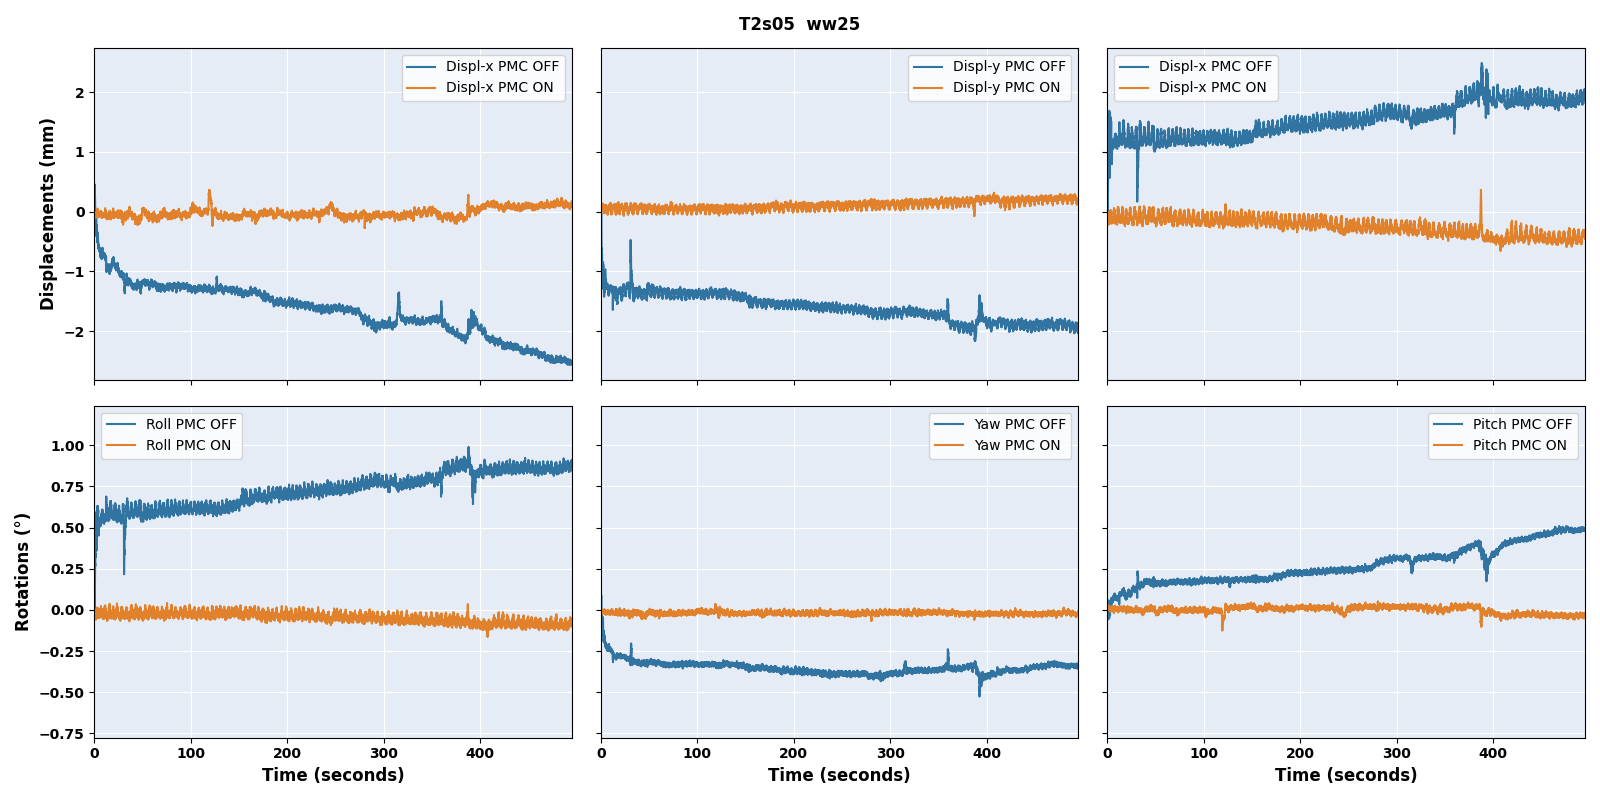 T2s05 ww25
Displ-x PMC OFF
Displ-x PMC ON
Displ-y PMC OFF
Displ-y PMC ON
Displ-x PMC OFF
Displ-x PMC ON
Displacements (mm)
2
1
0
−1
−2
Roll PMC OFF
Roll PMC ON
Yaw PMC OFF
Yaw PMC ON
Pitch PMC OFF
Pitch PMC ON
Rotations (°)
1.00
0.75
0.50
0.25
0.00
−0.25
−0.50
−0.75
0 100 200 300 400
0 100 200 300 400
0 100 200 300 400
Time (seconds)
Time (seconds)
Time (seconds)